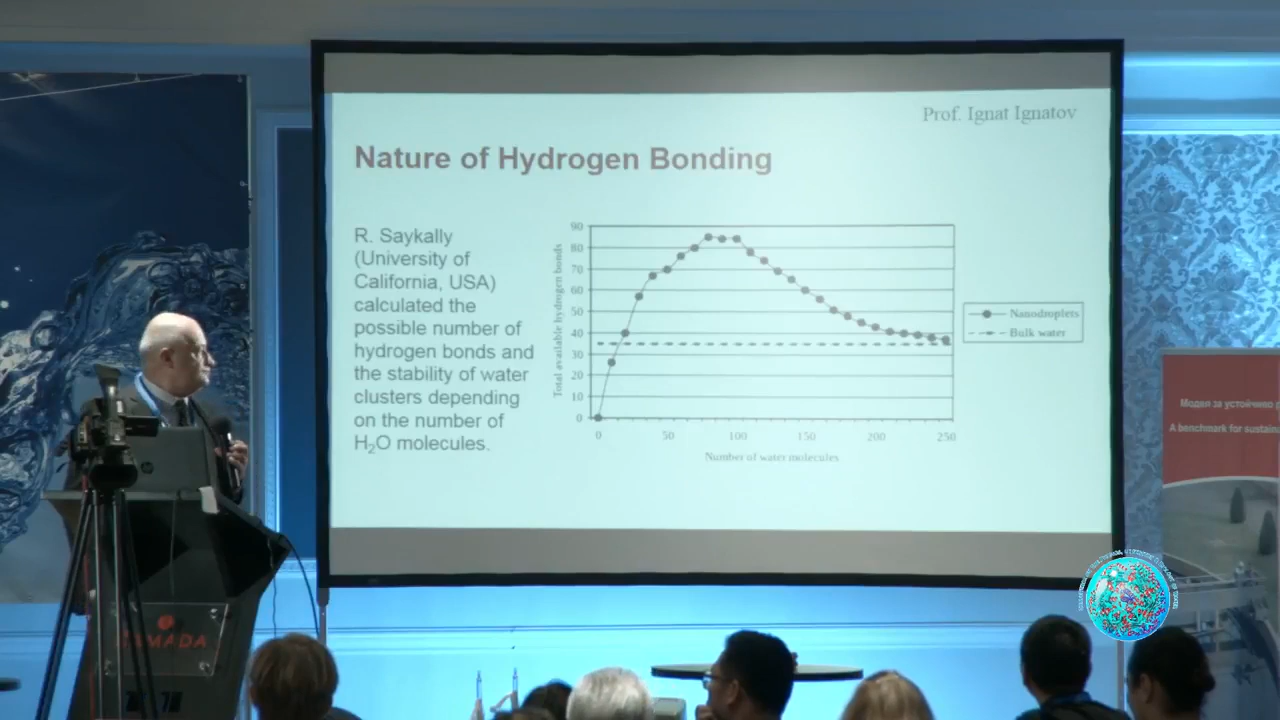 Prof. Ignat Ignatov
Nature of Hydrogen Bonding
R. Saykally
(University of
California, USA)
calculated the
possible number of
hydrogen bonds and
the stability of water
clusters depending
on the number of
H₂O molecules.
Total available hydrogen bonds
90
80
70
60
50
40
30
20
10
0
0 50 100 150 200 250
Number of water molecules
Nanodroplets
Bulk water
Модел за устойчиво
A benchmark for sustain
hp